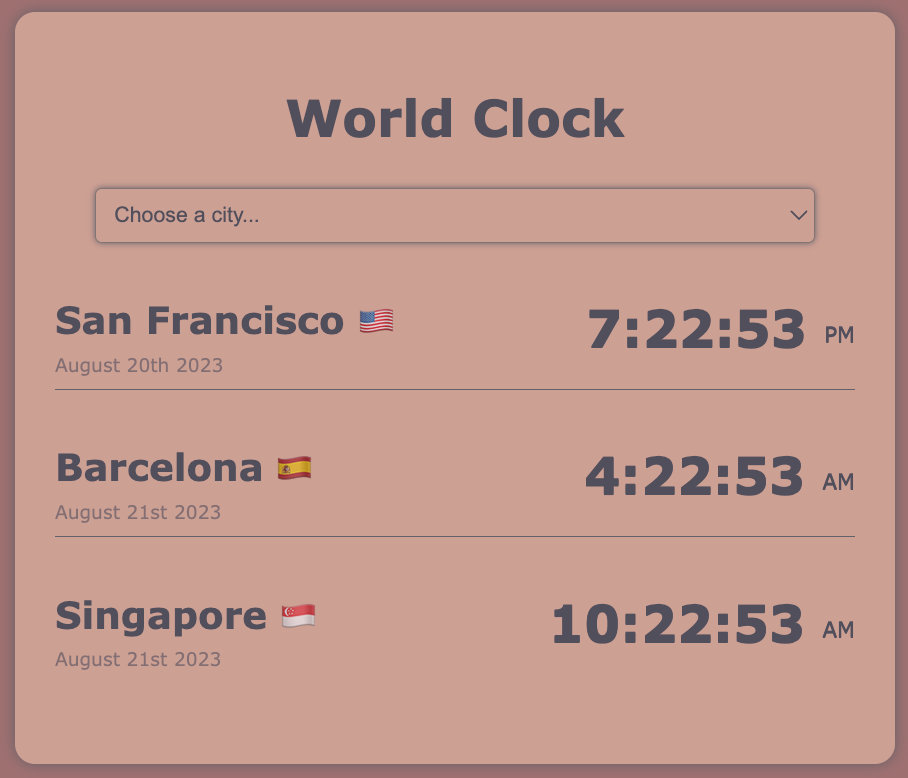 World Clock
Choose a city...
San Francisco 🇺🇸 7:22:53 PM
August 20th 2023
Barcelona 🇪🇸 4:22:53 AM
August 21st 2023
Singapore 🇸🇬 10:22:53 AM
August 21st 2023